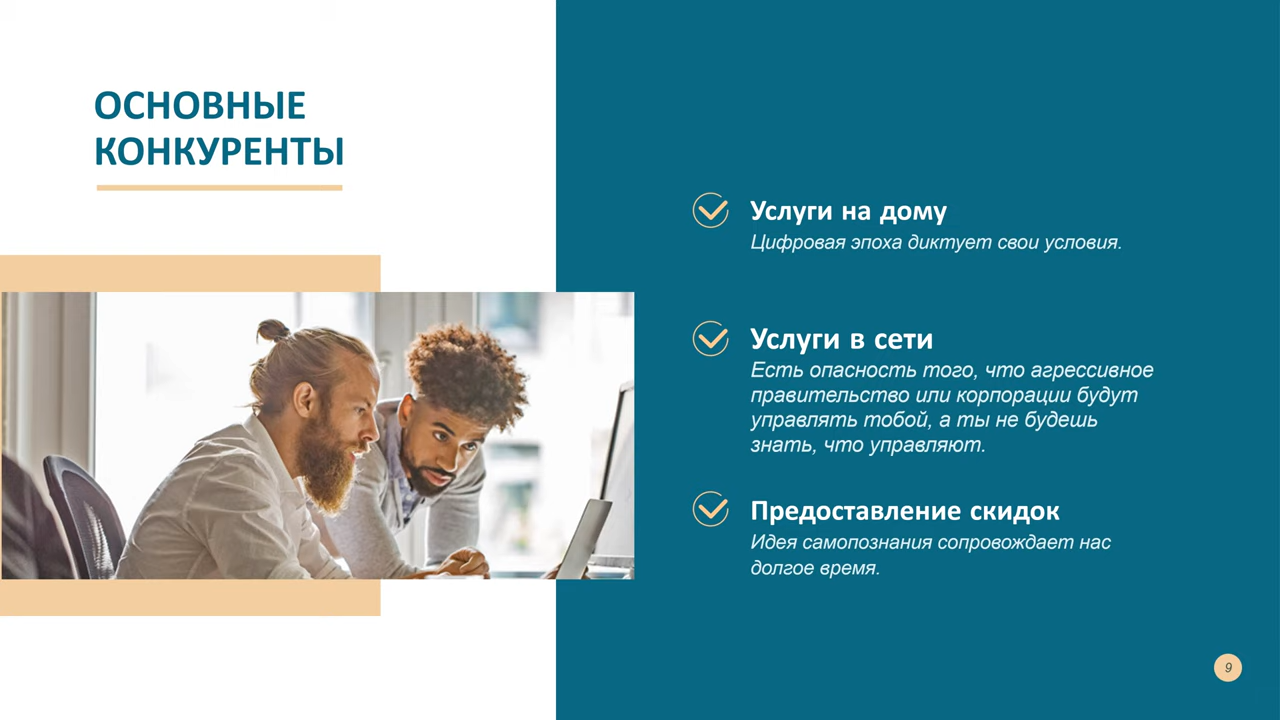 ОСНОВНЫЕ
КОНКУРЕНТЫ
Услуги на дому
Цифровая эпоха диктует свои условия.
Услуги в сети
Есть опасность того, что агрессивное
правительство или корпорации будут
управлять тобой, а ты не будешь
знать, что управляют.
Предоставление скидок
Идея самопознания сопровождает нас
долгое время.
9